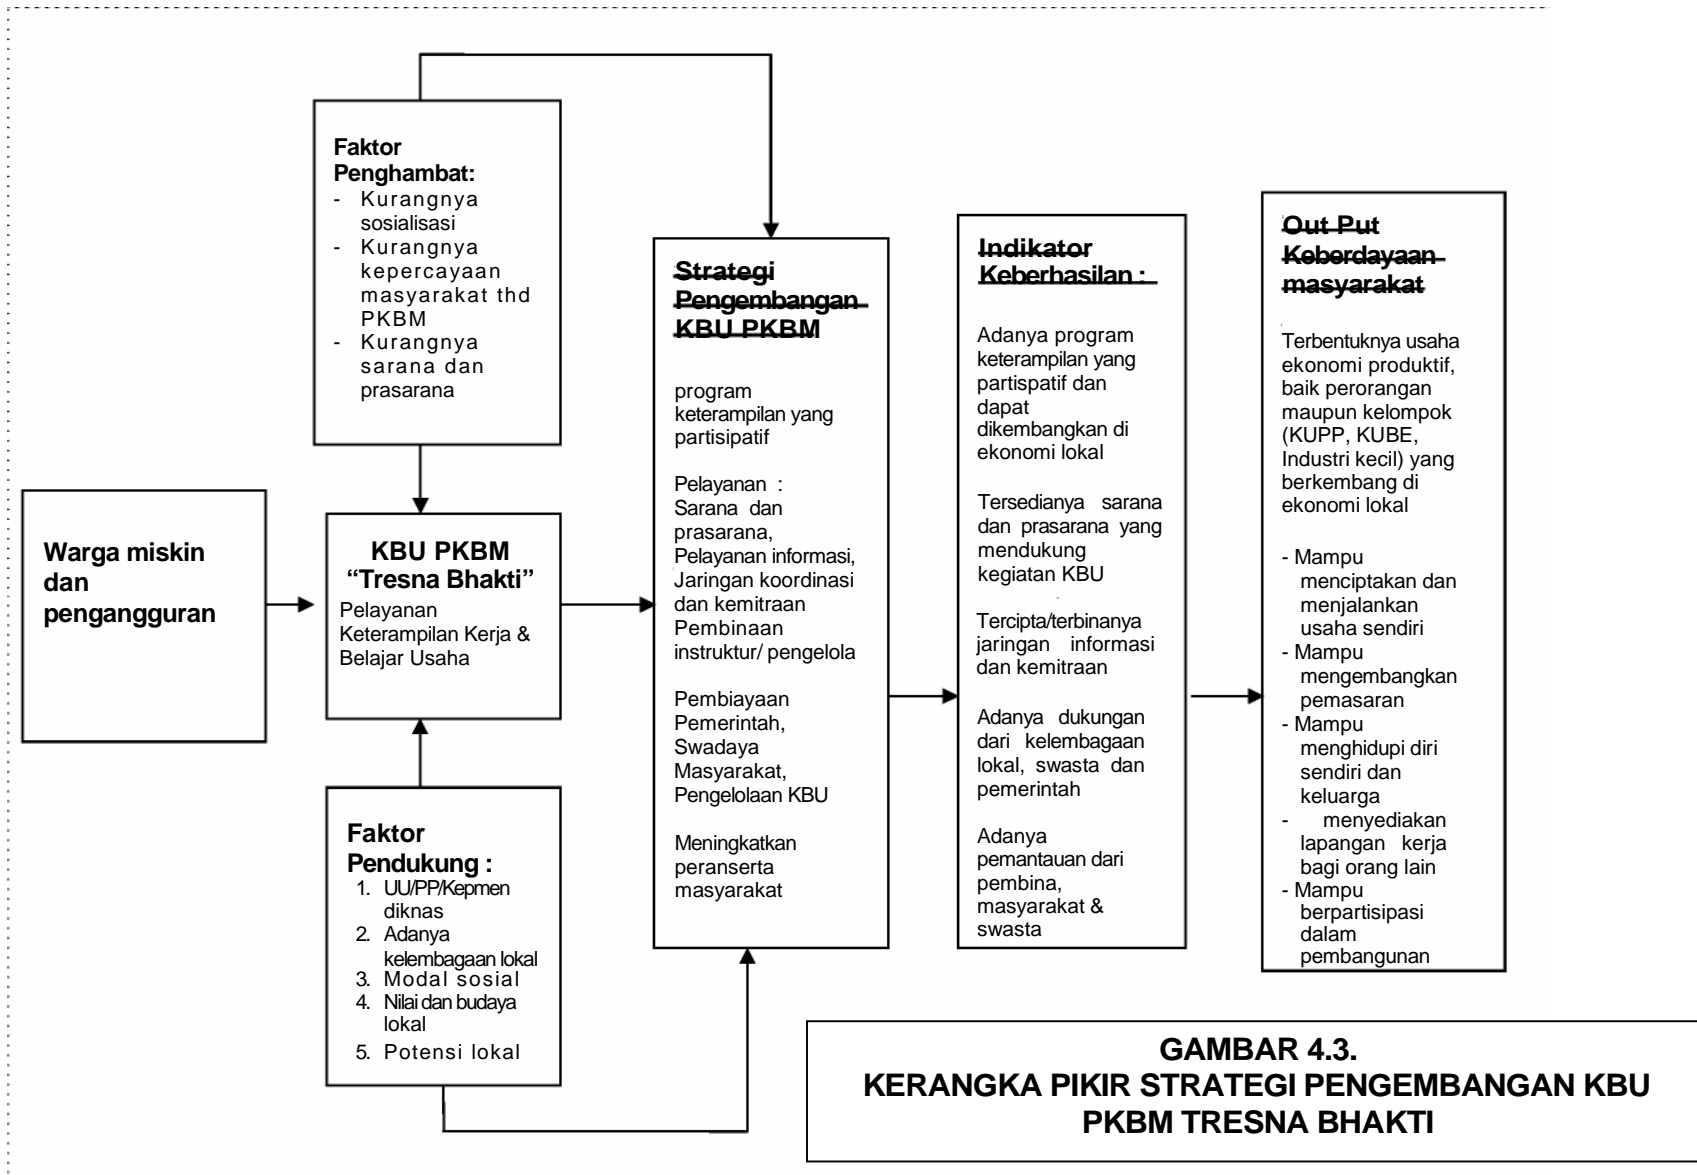 Faktor
Penghambat:
- Kurangnya
sosialisasi
- Kurangnya
kepercayaan
masyarakat thd
PKBM
- Kurangnya
sarana dan
prasarana
Warga miskin
dan
pengangguran
KBU PKBM
“Tresna Bhakti”
Pelayanan
Keterampilan Kerja &
Belajar Usaha
Faktor
Pendukung :
1. UU/PP/Kepmen
diknas
2. Adanya
kelembagaan lokal
3. Modal sosial
4. Nilai dan budaya
lokal
5. Potensi lokal
Strategi
Pengembangan
KBU PKBM
program
keterampilan yang
partisipatif
Pelayanan :
Sarana dan
prasarana,
Pelayanan informasi,
Jaringan koordinasi
dan kemitraan
Pembinaan
instruktur/ pengelola
Pembiayaan
Pemerintah,
Swadaya
Masyarakat,
Pengelolaan KBU
Meningkatkan
peranserta
masyarakat
Indikator
Keberhasilan :
Adanya program
keterampilan yang
partispatif dan
dapat
dikembangkan di
ekonomi lokal
Tersedianya sarana
dan prasarana yang
mendukung
kegiatan KBU
Tercipta/terbinanya
jaringan informasi
dan kemitraan
Adanya dukungan
dari kelembagaan
lokal, swasta dan
pemerintah
Adanya
pemantauan dari
pembina,
masyarakat &
swasta
Out Put
Keberdayaan
masyarakat
Terbentuknya usaha
ekonomi produktif,
baik perorangan
maupun kelompok
(KUPP, KUBE,
Industri kecil) yang
berkembang di
ekonomi lokal
- Mampu
menciptakan dan
menjalankan
usaha sendiri
- Mampu
mengembangkan
pemasaran
- Mampu
menghidupi diri
sendiri dan
keluarga
- menyediakan
lapangan kerja
bagi orang lain
- Mampu
berpartisipasi
dalam
pembangunan
GAMBAR 4.3.
KERANGKA PIKIR STRATEGI PENGEMBANGAN KBU
PKBM TRESNA BHAKTI